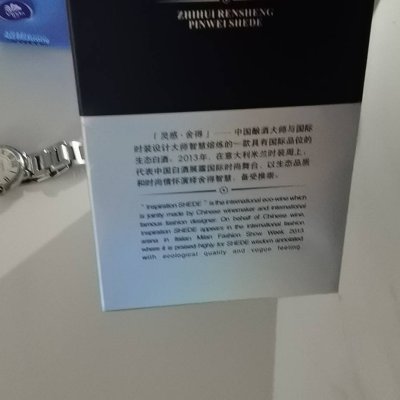 ZHIHUI RENSHENG
PINWEI SHEDE
「灵感·舍得」——中国酿酒大师与国际
时装设计大师智慧熔炼的一款具有国际品位的
生态白酒。2013年，在意大利米兰时装周上，
代表中国白酒展露国际时尚舞台，以生态品质
和时尚情怀演绎舍得智慧，备受推崇。
" Inspiration SHEDE " is the international eco-wine which
is jointly made by Chinese winemaker and international
famous fashion designer. On behalf of Chinese wine,
Inspiration SHEDE appears in the international fashion
arena in Italian Milan Fashion Show Week 2013
where it is praised highly for SHEDE wisdom annotated
with ecological quality and vogue feeling.